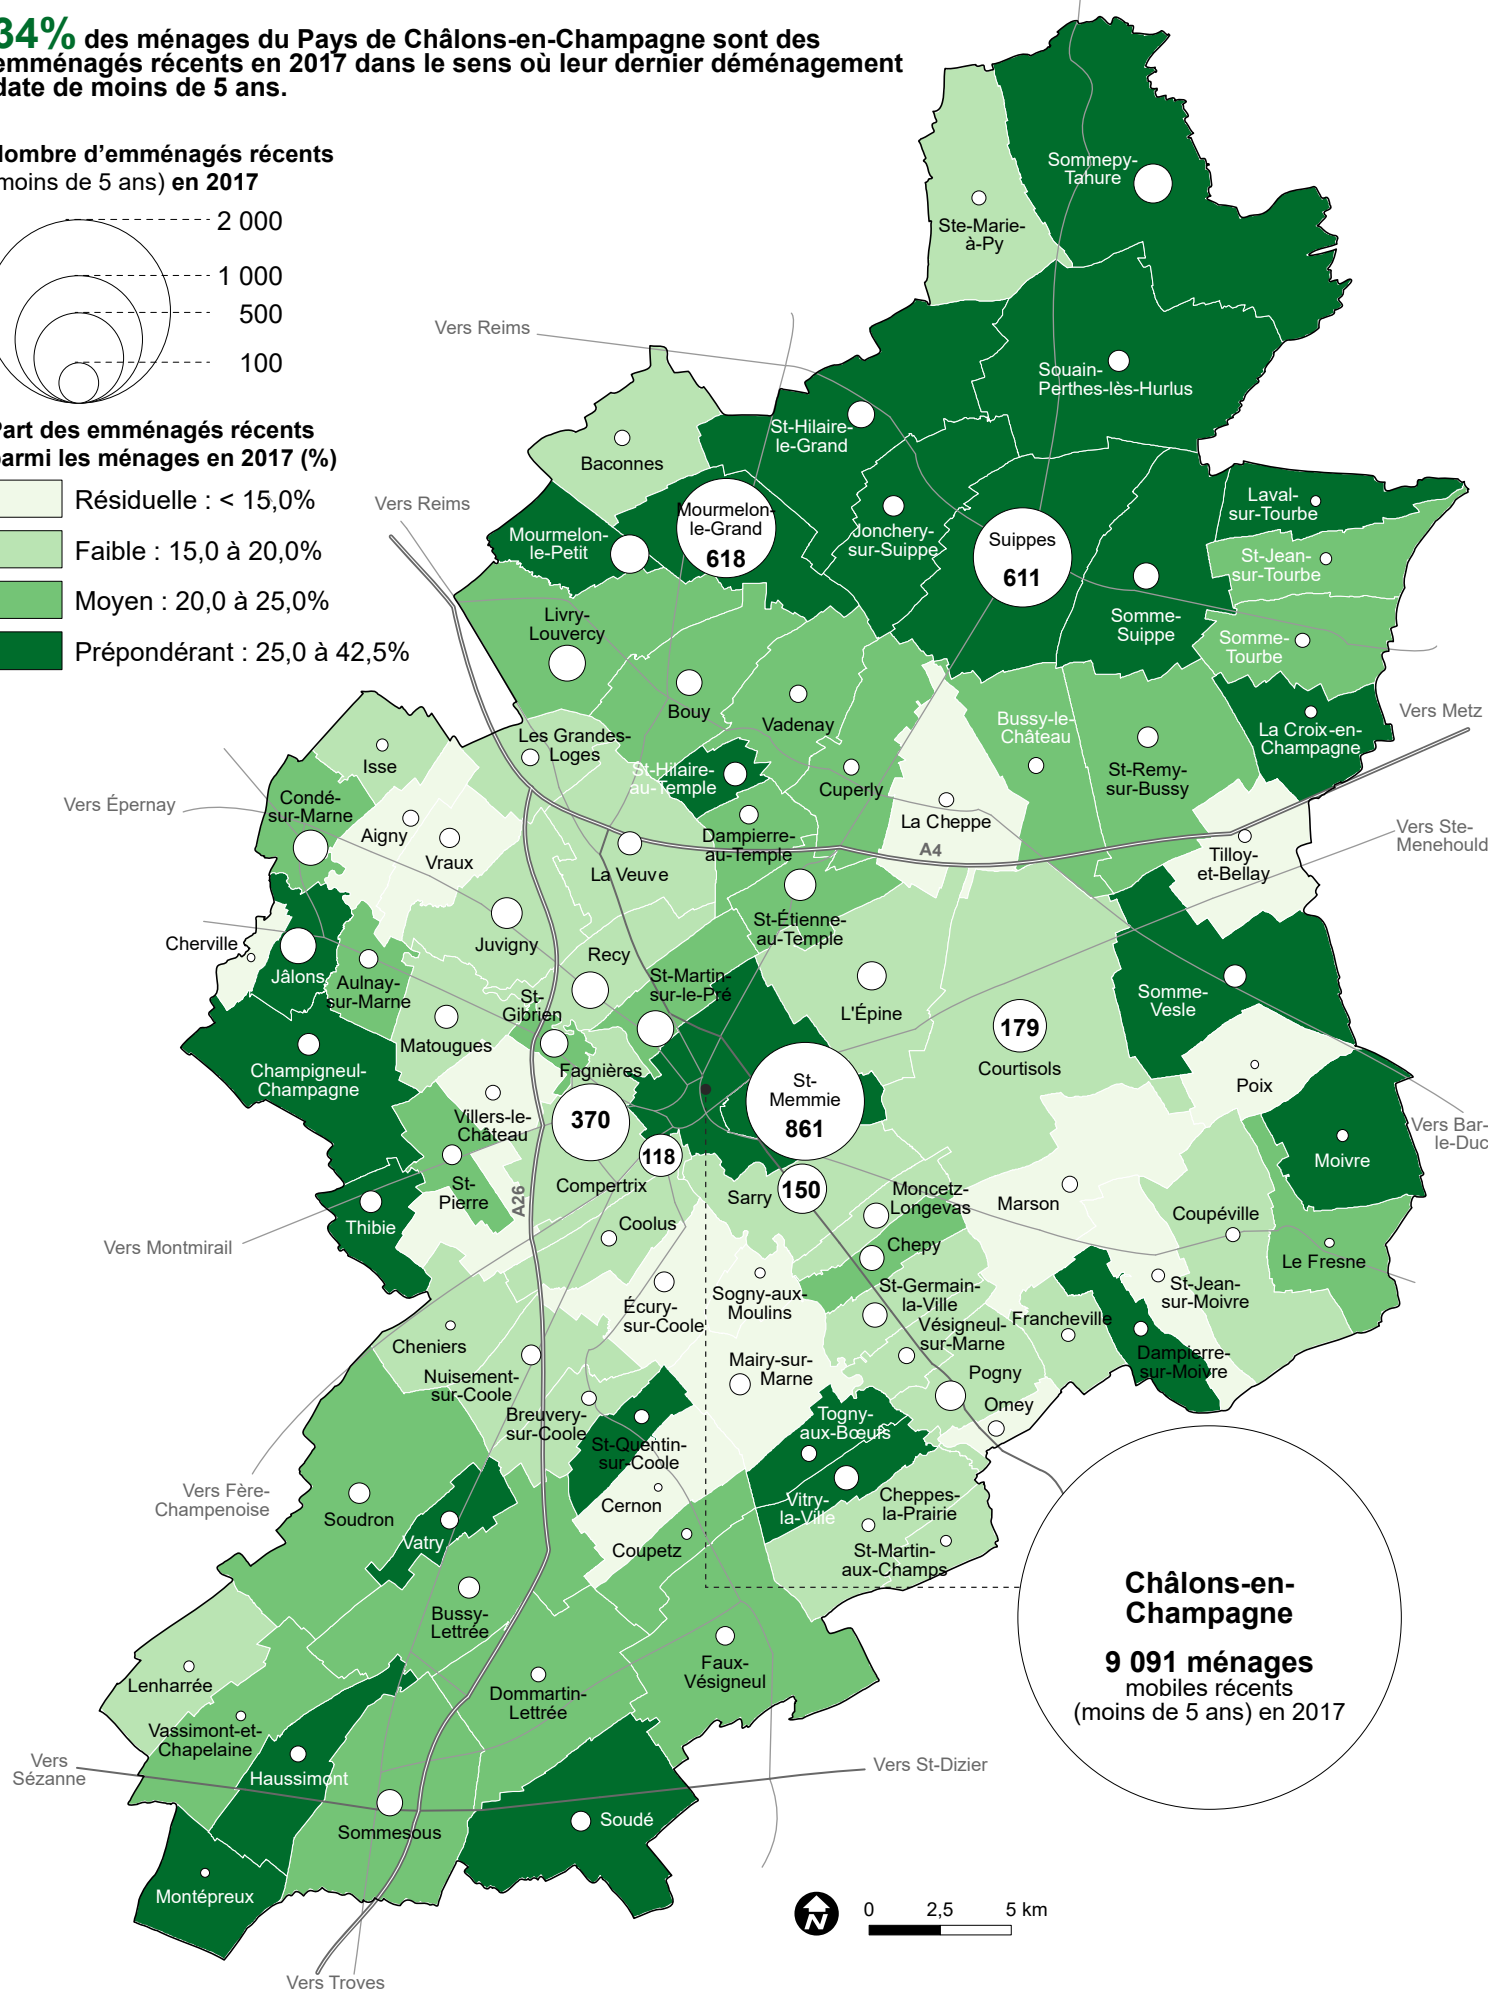 34% des ménages du Pays de Châlons-en-Champagne sont des
emménagés récents en 2017 dans le sens où leur dernier déménagement
date de moins de 5 ans.
Nombre d’emménagés récents
(moins de 5 ans) en 2017
2 000
1 000
500
100
Part des emménagés récents
parmi les ménages en 2017 (%)
Résiduelle : < 15,0%
Faible : 15,0 à 20,0%
Moyen : 20,0 à 25,0%
Prépondérant : 25,0 à 42,5%
Sommepy-
Tahure
Ste-Marie-
à-Py
Vers Reims
Souain-
Perthes-lès-Hurlus
St-Hilaire-
le-Grand
Baconnes
Vers Reims
Mourmelon-
le-Petit
Mourmelon-
le-Grand
618
Jonchery-
sur-Suippe
Suippes
611
Laval-
sur-Tourbe
St-Jean-
sur-Tourbe
Somme-
Suippe
Somme-
Tourbe
Livry-
Louvercy
Bouy
Vadenay
Bussy-le-
Château
La Croix-en-
Champagne
Vers Metz
Les Grandes-
Loges
Isse
St-Hilaire-
au-Temple
Cuperly
St-Remy-
sur-Bussy
Vers Épernay
Condé-
sur-Marne
Aigny
Vraux
La Cheppe
Dampierre-
au-Temple
A4
Tilloy-
et-Bellay
Vers Ste-
Menehould
La Veuve
Cherville
Jâlons
Juvigny
St-Étienne-
au-Temple
Recy
Aulnay-
sur-Marne
St-Martin-
sur-le-Pré
St-
Gibrien
L'Épine
Somme-
Vesle
179
Courtisols
Matougues
Champigneul-
Champagne
Fagnières
370
St-
Memmie
861
Poix
Villers-le-
Château
Vers Bar-
le-Duc
Moivre
118
Compertrix
150
Sarry
St-
Pierre
A26
Moncetz-
Longevas
Marson
Coupéville
Thibie
Coolus
Vers Montmirail
Chepy
Le Fresne
Écury-
sur-Coole
Sogny-aux-
Moulins
St-Germain-
la-Ville
St-Jean-
sur-Moivre
Cheniers
Vésigneul-
sur-Marne
Francheville
Dampierre-
sur-Moivre
Nuisement-
sur-Coole
Mairy-sur-
Marne
Pogny
Omey
Breuvery-
sur-Coole
Togny-
aux-Bœufs
St-Quentin-
sur-Coole
Vers Fère-
Champenoise
Soudron
Cernon
Vitry-
la-Ville
Cheppes-
la-Prairie
Vatry
Coupetz
St-Martin-
aux-Champs
Châlons-en-
Champagne
9 091 ménages
mobiles récents
(moins de 5 ans) en 2017
Bussy-
Lettrée
Lenharrée
Dommartin-
Lettrée
Faux-
Vésigneul
Vassimont-et-
Chapelaine
Vers
Sézanne
Haussimont
Vers St-Dizier
Sommesous
Soudé
Montépreux
N
0 2,5 5 km
Vers Troyes